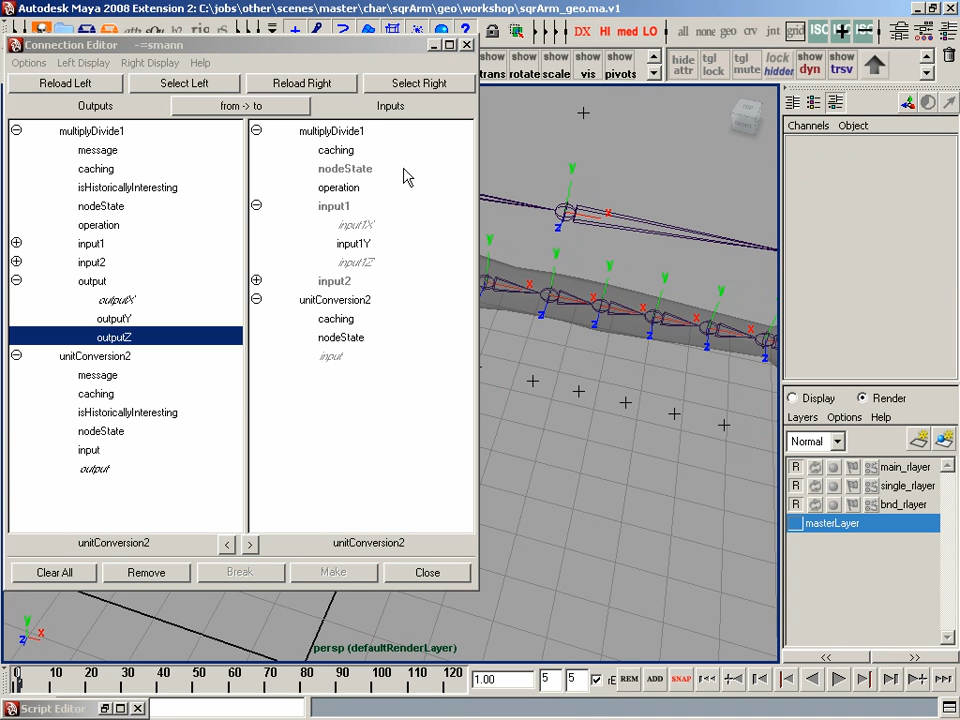 Autodesk Maya 2008 Extension 2: C:\jobs\other\scenes\master\char\sqrArm\geo\workshop\sqrArm_geo.ma.v1
DX HI med LO all none geo crv jnt gend ISO ISO
Connection Editor -=smann
Options Left Display Right Display Help
Reload Left Select Left Reload Right Select Right
Outputs from -> to Inputs
show trans show rotate show scale show vis show pivots
hide attr tgl lock tgl mute lock hidden show dyn show trsv
Channels Object
multiplyDivide1
message
caching
isHistoricallyInteresting
nodeState
operation
input1
input2
output
outputX
outputY
outputZ
unitConversion2
message
caching
isHistoricallyInteresting
nodeState
input
output
multiplyDivide1
caching
nodeState
operation
input1
input1X
input1Y
input1Z
input2
unitConversion2
caching
nodeState
input
unitConversion2 < > unitConversion2
Clear All Remove Break Make Close
y
x
z
y y y y y
x x x x x
z z z z z
TOP
y
z x
persp (defaultRenderLayer)
Display Render
Layers Options Help
Normal
R main_rlayer
R single_rlayer
R bnd_rlayer
masterLayer
<< >>
0 10 20 30 40 50 60 70 80 90 100 110 120 1.00 5 5 rE REM ADD SNAP
Script Editor